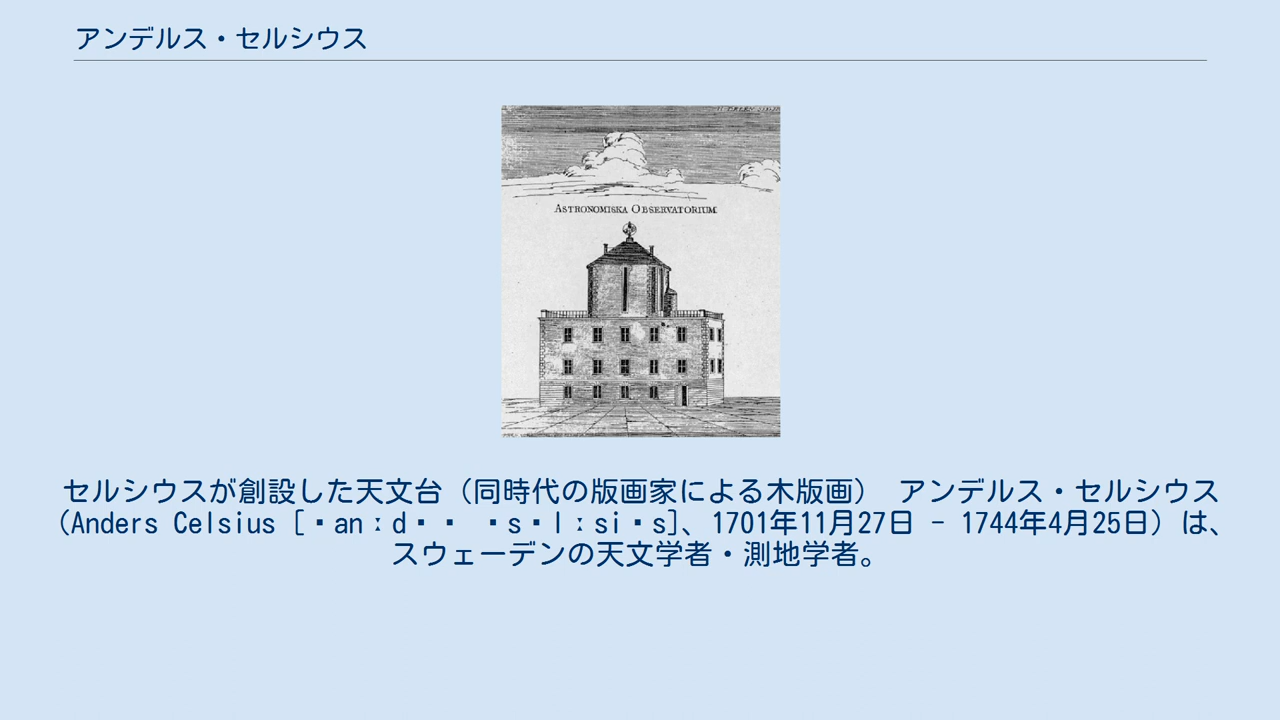 アンデルス・セルシウス
ASTRONOMISKA OBSERVATORIUM
セルシウスが創設した天文台（同時代の版画家による木版画） アンデルス・セルシウス
（Anders Celsius [▪anːd▪▪ ▪s▪lːsi▪s]、1701年11月27日 - 1744年4月25日）は、
スウェーデンの天文学者・測地学者。